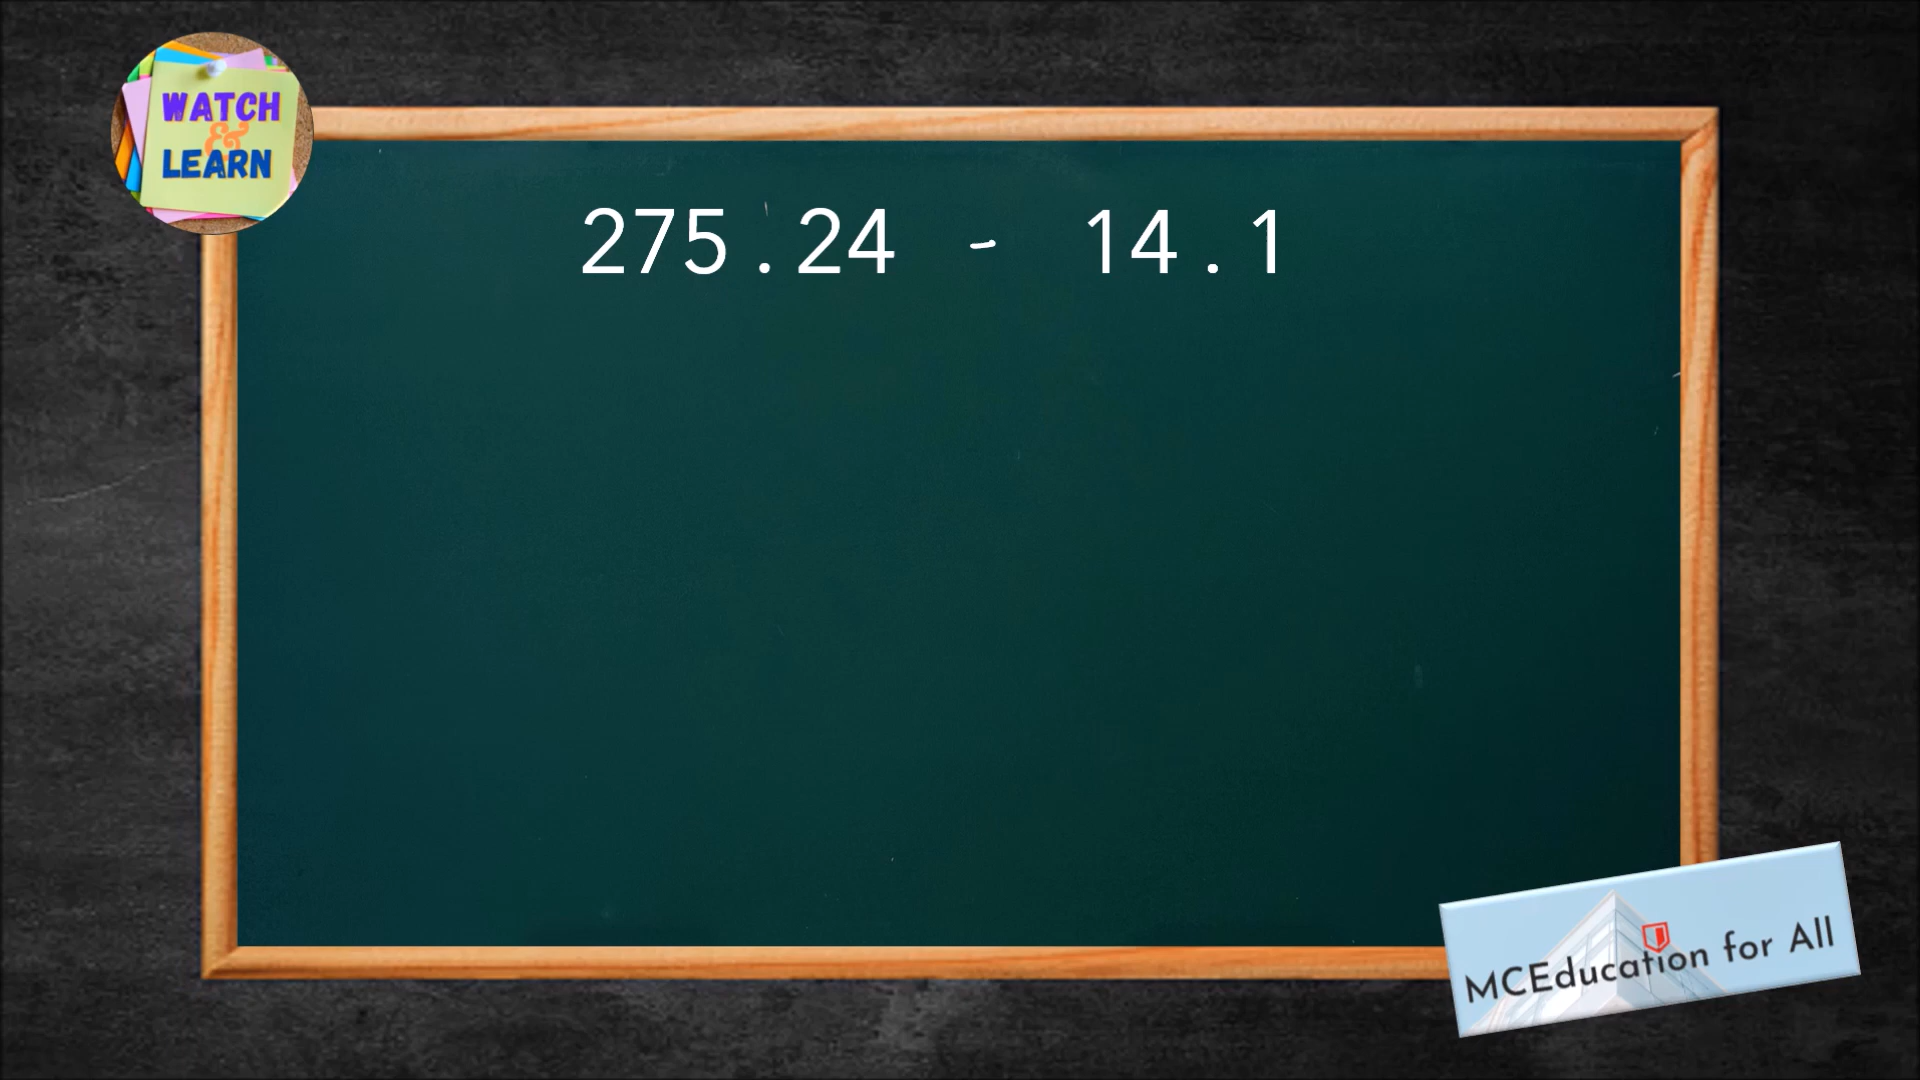 WATCH
&
LEARN
275.24 - 14.1
MCEducation for All